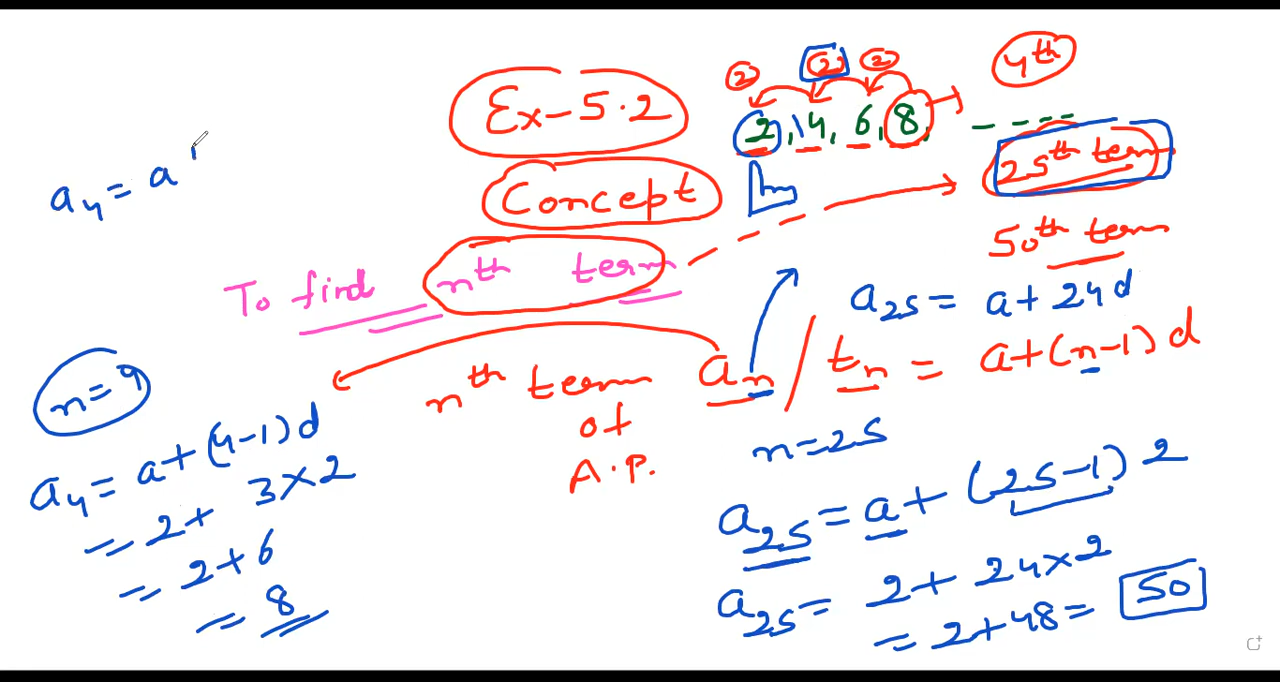 Ex-5.2
Concept
To find nth term
2, 4, 6, 8, ----
2 2 2
4th
25th term
50th term
a25 = a+24d
nth term of A.P.
an / tn = a+(n-1)d
n=25
a25 = a+ (25-1) 2
a25 = 2 + 24×2
= 2+48 = 50
a4 = a
n=9
a4 = a+(4-1)d
= 2+ 3×2
= 2+6
= 8